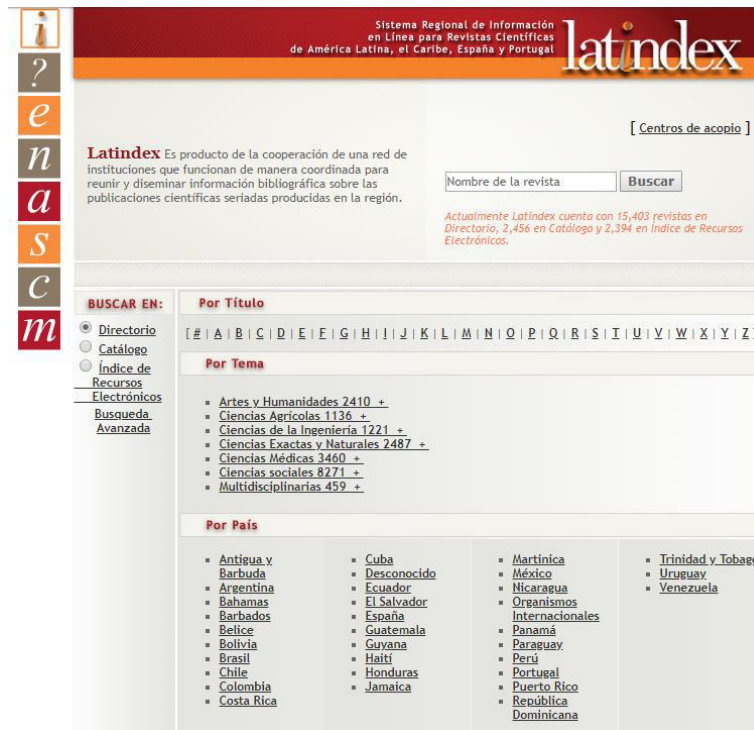 i
?
e
n
a
s
c
m
Sistema Regional de Información
en Línea para Revistas Científicas
de América Latina, el Caribe, España y Portugal
latindex
[ Centros de acopio ]
Latindex Es producto de la cooperación de una red de
instituciones que funcionan de manera coordinada para
reunir y diseminar información bibliográfica sobre las
publicaciones científicas seriadas producidas en la región.
Nombre de la revista
Buscar
Actualmente Latindex cuenta con 15,403 revistas en
Directorio, 2,456 en Catálogo y 2,394 en Índice de Recursos
Electrónicos.
BUSCAR EN:
Directorio
Catálogo
Índice de
Recursos
Electrónicos
Busqueda
Avanzada
Por Título
[ # | A | B | C | D | E | F | G | H | I | J | K | L | M | N | O | P | Q | R | S | T | U | V | W | X | Y | Z ]
Por Tema
Artes y Humanidades 2410 +
Ciencias Agrícolas 1136 +
Ciencias de la Ingeniería 1221 +
Ciencias Exactas y Naturales 2487 +
Ciencias Médicas 3460 +
Ciencias sociales 8271 +
Multidisciplinarias 459 +
Por País
Antigua y
Barbuda
Argentina
Bahamas
Barbados
Belice
Bolivia
Brasil
Chile
Colombia
Costa Rica
Cuba
Desconocido
Ecuador
El Salvador
España
Guatemala
Guyana
Haití
Honduras
Jamaica
Martinica
México
Nicaragua
Organismos
Internacionales
Panamá
Paraguay
Perú
Portugal
Puerto Rico
República
Dominicana
Trinidad y Tobago
Uruguay
Venezuela